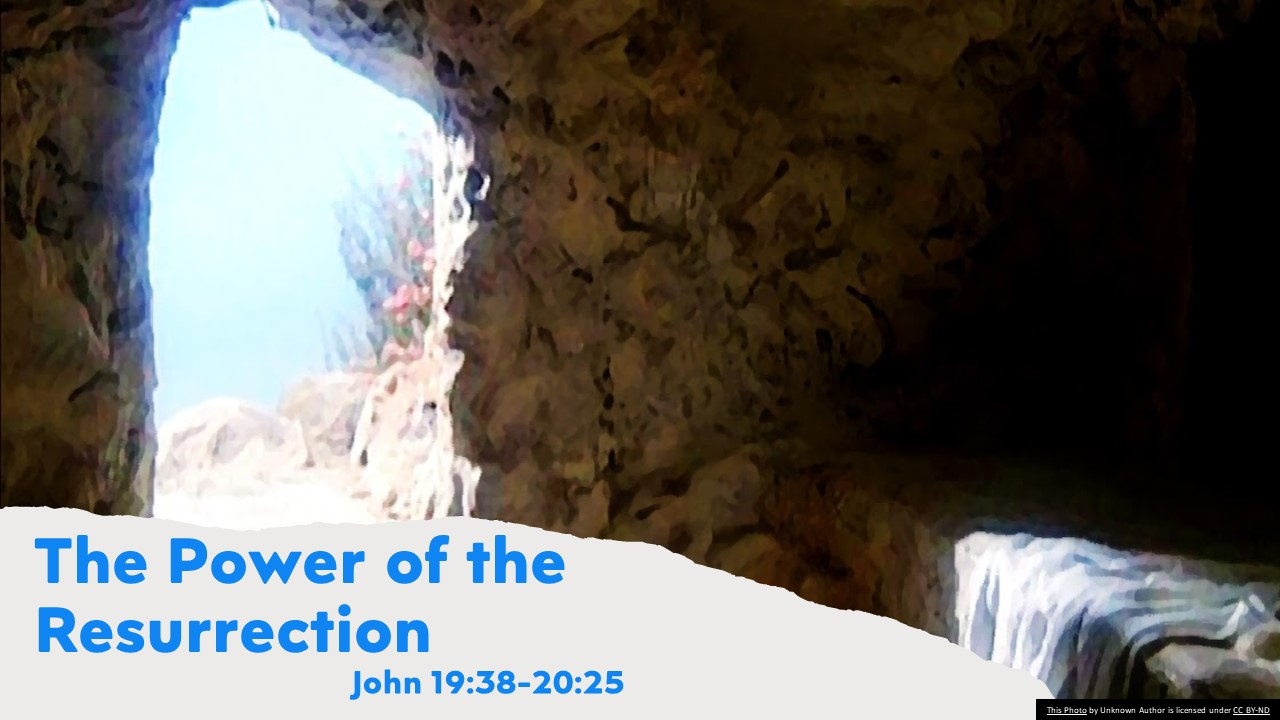 The Power of the
Resurrection
John 19:38-20:25
This Photo by Unknown Author is licensed under CC BY-ND